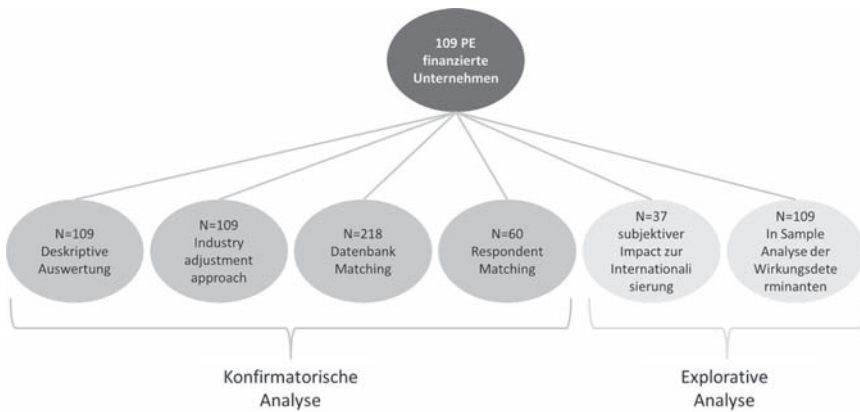 109 PE
finanzierte
Unternehmen
N=109
Deskriptive
Auswertung
N=109
Industry
adjustment
approach
N=218
Datenbank
Matching
N=60
Respondent
Matching
N=37
subjektiver
Impact zur
Internationali
sierung
N=109
In Sample
Analyse der
Wirkungsdete
rminanten
Konfirmatorische
Analyse
Explorative
Analyse